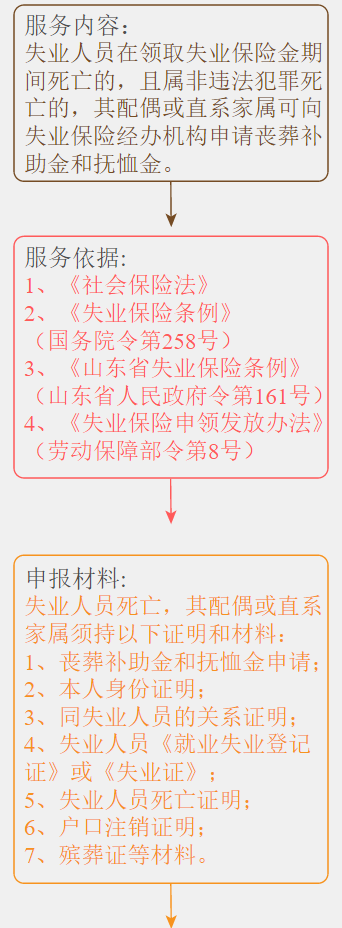 服务内容:
失业人员在领取失业保险金期
间死亡的，且属非违法犯罪死
亡的，其配偶或直系家属可向
失业保险经办机构申请丧葬补
助金和抚恤金。
服务依据:
1、《社会保险法》
2、《失业保险条例》
（国务院令第258号）
3、《山东省失业保险条例》
（山东省人民政府令第161号）
4、《失业保险申领发放办法》
（劳动保障部令第8号）
申报材料:
失业人员死亡，其配偶或直系
家属须持以下证明和材料：
1、丧葬补助金和抚恤金申请；
2、本人身份证明；
3、同失业人员的关系证明；
4、失业人员《就业失业登记
证》或《失业证》；
5、失业人员死亡证明；
6、户口注销证明；
7、殡葬证等材料。